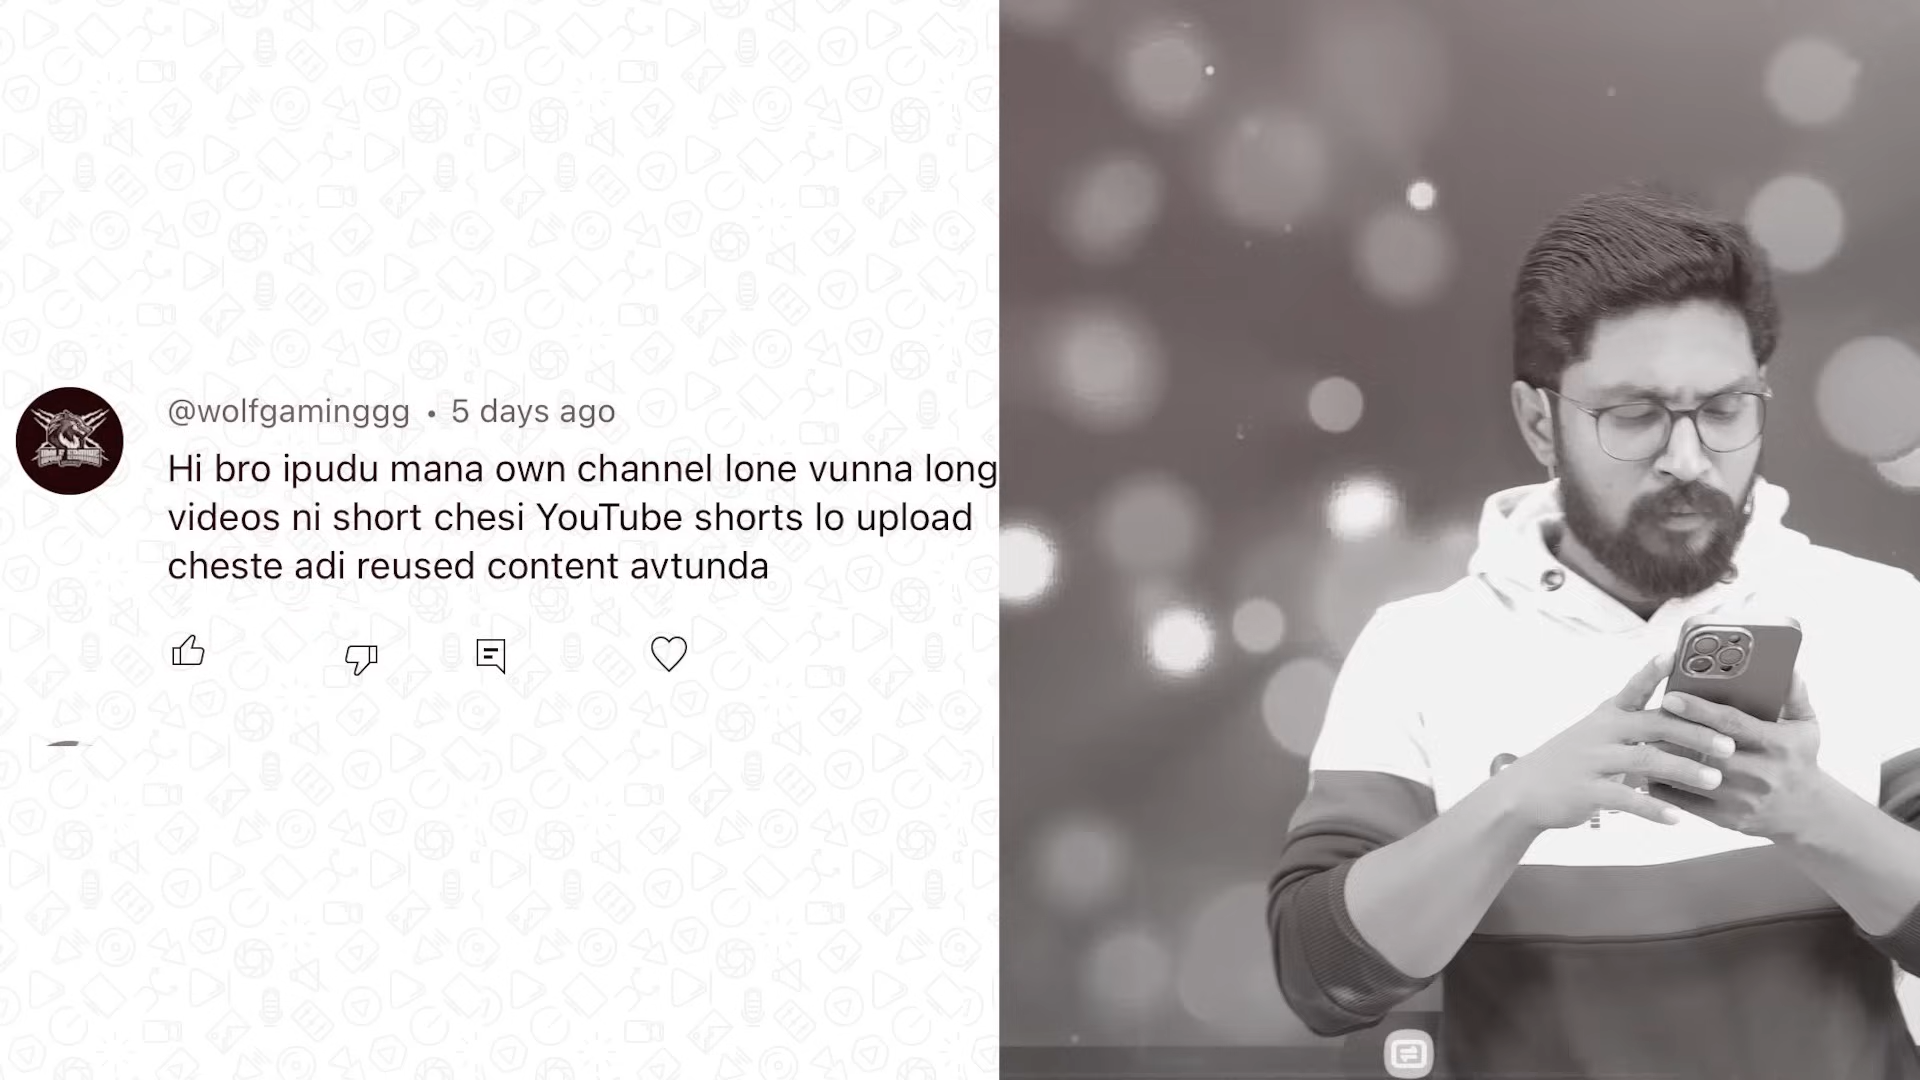 @wolfgaminggg • 5 days ago
Hi bro ipudu mana own channel lone vunna long
videos ni short chesi YouTube shorts lo upload
cheste adi reused content avtunda